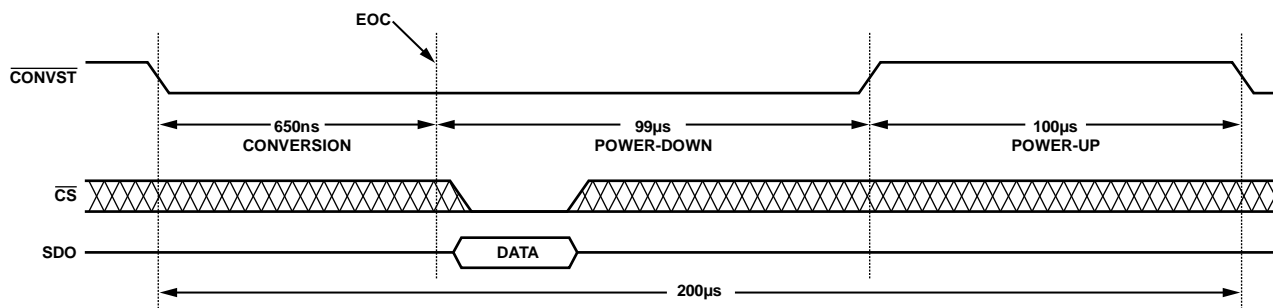 EOC
CONVST
650ns
CONVERSION
99µs
POWER-DOWN
100µs
POWER-UP
CS
SDO
DATA
200µs